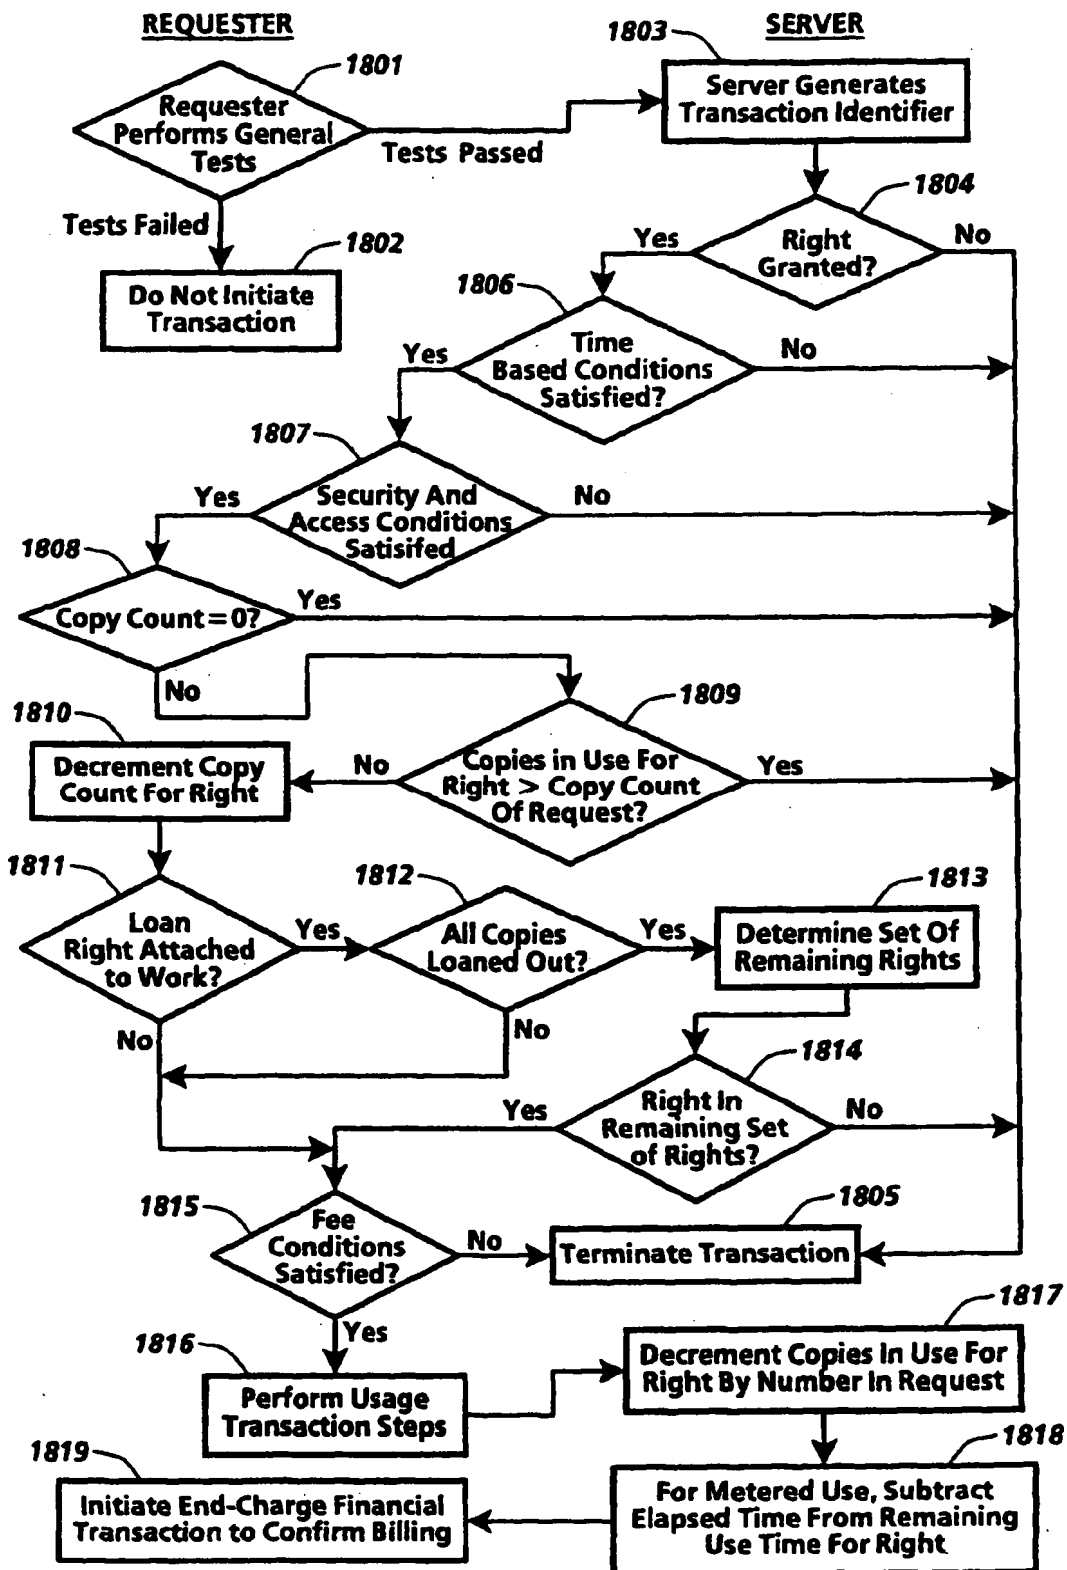 REQUESTER
SERVER
1801
1803
Requester
Performs General
Tests
Tests Passed
Server Generates
Transaction Identifier
Tests Failed
1802
Do Not Initiate
Transaction
1804
Right
Granted?
Yes
No
1806
Time
Based Conditions
Satisfied?
Yes
No
1807
Security And
Access Conditions
Satisifed
Yes
No
1808
Copy Count = 0?
Yes
No
1809
Copies in Use For
Right > Copy Count
Of Request?
No
Yes
1810
Decrement Copy
Count For Right
1811
Loan
Right Attached
to Work?
Yes
No
1812
All Copies
Loaned Out?
Yes
No
1813
Determine Set Of
Remaining Rights
1814
Right In
Remaining Set
of Rights?
Yes
No
1815
Fee
Conditions
Satisfied?
No
Yes
1805
Terminate Transaction
1816
Perform Usage
Transaction Steps
1817
Decrement Copies In Use For
Right By Number In Request
1818
For Metered Use, Subtract
Elapsed Time From Remaining
Use Time For Right
1819
Initiate End-Charge Financial
Transaction to Confirm Billing